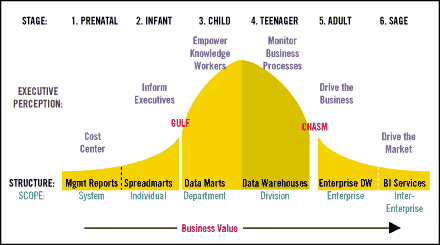 STAGE: 1. PRENATAL 2. INFANT 3. CHILD 4. TEENAGER 5. ADULT 6. SAGE
Empower
Knowledge
Workers
Monitor
Business
Processes
EXECUTIVE
PERCEPTION:
Inform
Executives
Drive the
Business
GULF
CHASM
Cost
Center
Drive the
Market
STRUCTURE: Mgmt Reports Spreadmarts Data Marts Data Warehouses Enterprise DW BI Services
SCOPE: System Individual Department Division Enterprise Inter-
Enterprise
Business Value